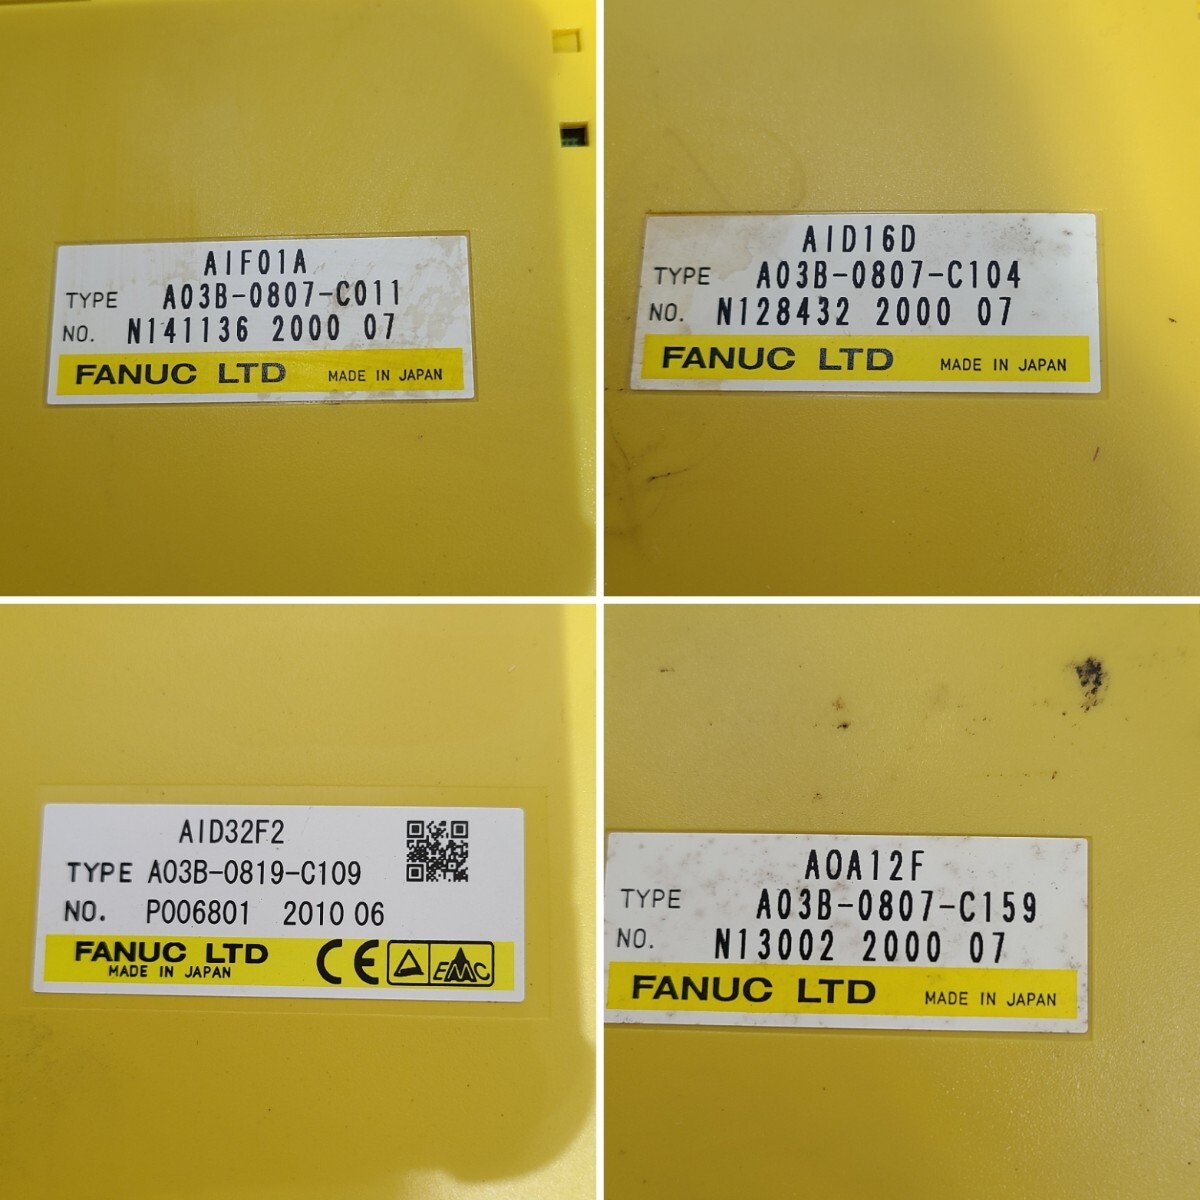 AIF01A
TYPE A03B-0807-C011
NO. N141136 2000 07
FANUC LTD MADE IN JAPAN
AID16D
TYPE A03B-0807-C104
NO. N128432 2000 07
FANUC LTD MADE IN JAPAN
AID32F2
TYPE A03B-0819-C109
NO. P006801 2010 06
FANUC LTD
MADE IN JAPAN
CE EMC
AOA12F
TYPE A03B-0807-C159
NO. N13002 2000 07
FANUC LTD MADE IN JAPAN